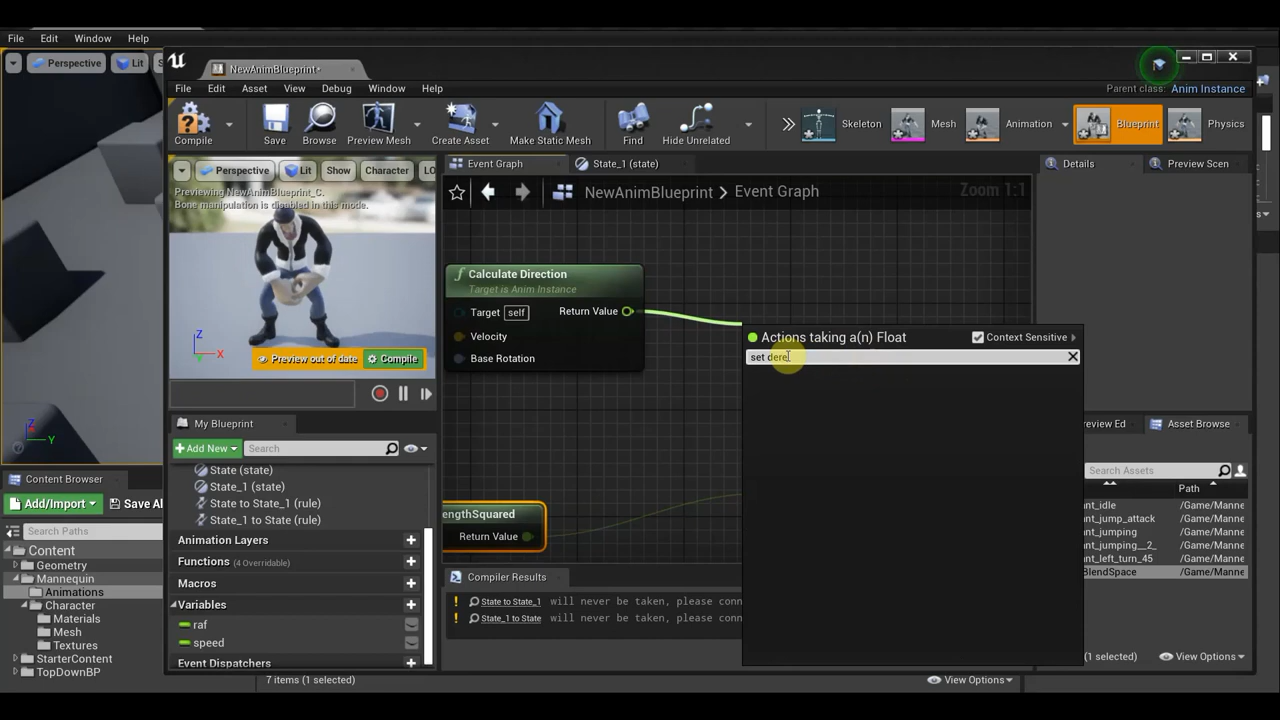 File Edit Window Help
Perspective Lit
NewAnimBlueprint*
File Edit Asset View Debug Window Help
Parent class: Anim Instance
Compile Save Browse Preview Mesh Create Asset Make Static Mesh Find Hide Unrelated Skeleton Mesh Animation Blueprint Physics
Perspective Lit Show Character LO
Previewing NewAnimBlueprint_C.
Bone manipulation is disabled in this mode.
Z
X
Y
Preview out of date Compile
Event Graph State_1 (state)
NewAnimBlueprint > Event Graph
Zoom 1:1
Calculate Direction
Target is Anim Instance
Target self
Return Value
Velocity
Base Rotation
engthSquared
Return Value
Actions taking a(n) Float
Context Sensitive
set dere
Details Preview Scen
My Blueprint
Add New Search
State (state)
State_1 (state)
State to State_1 (rule)
State_1 to State (rule)
Animation Layers
Functions (4 Overridable)
Macros
Variables
raf
speed
Event Dispatchers
Compiler Results
State to State_1 will never be taken, please conn
State_1 to State will never be taken, please conn
review Ed Asset Browse
Search Assets
Path
ant_idle /Game/Manne
ant_jump_attack /Game/Manne
ant_jumping /Game/Manne
ant_jumping__2_ /Game/Manne
ant_left_turn_45 /Game/Manne
BlendSpace /Game/Manne
(1 selected) View Options
Z
Y
Content Browser
Add/Import Save Al
Search Paths
Content
Geometry
Mannequin
Animations
Character
Materials
Mesh
Textures
StarterContent
TopDownBP
7 items (1 selected)
View Options